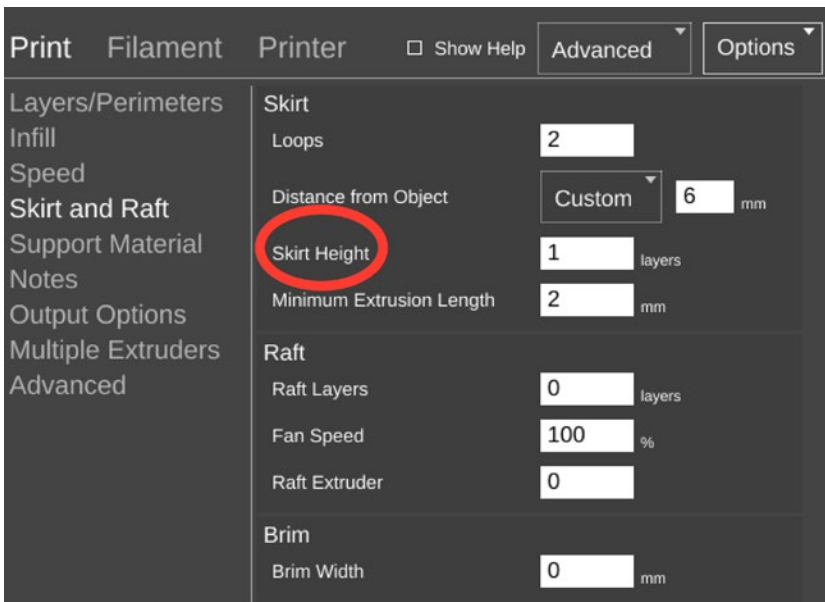 Print Filament Printer Show Help Advanced Options
Layers/Perimeters
Infill
Speed
Skirt and Raft
Support Material
Notes
Output Options
Multiple Extruders
Advanced
Skirt
Loops 2
Distance from Object Custom 6 mm
Skirt Height 1 layers
Minimum Extrusion Length 2 mm
Raft
Raft Layers 0 layers
Fan Speed 100 %
Raft Extruder 0
Brim
Brim Width 0 mm